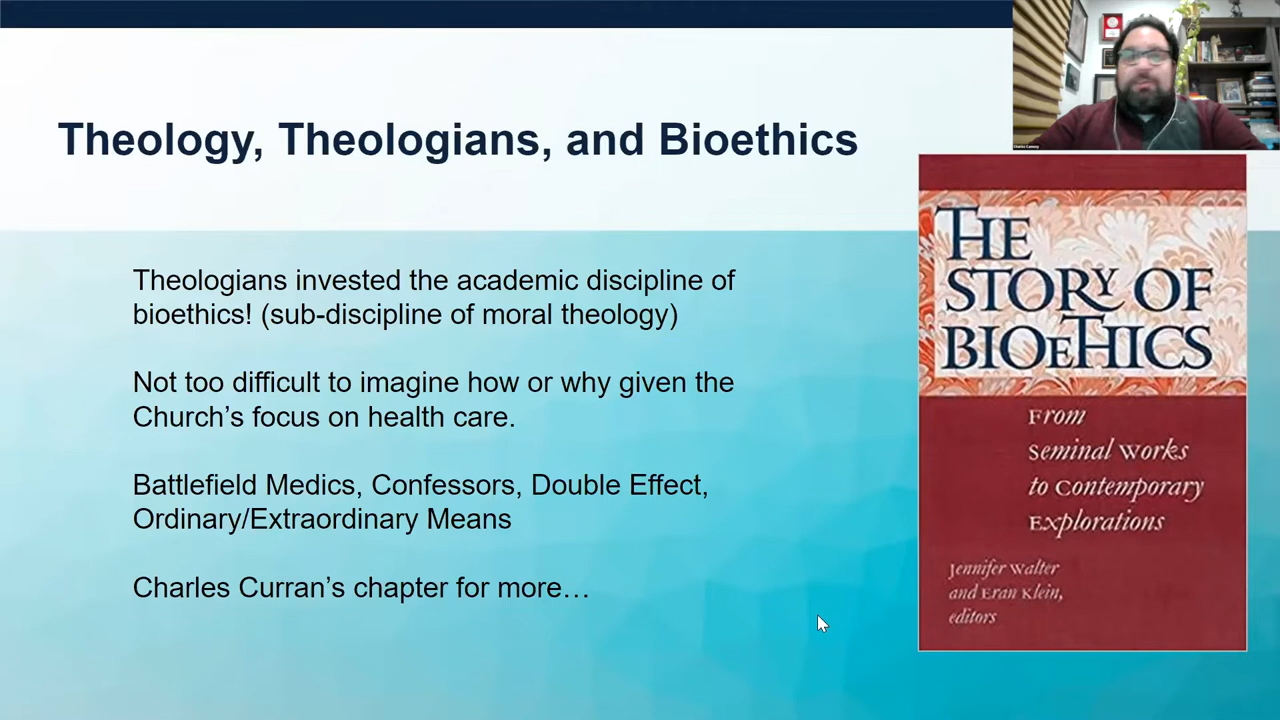 Theology, Theologians, and Bioethics
Theologians invested the academic discipline of
bioethics! (sub-discipline of moral theology)
Not too difficult to imagine how or why given the
Church's focus on health care.
Battlefield Medics, Confessors, Double Effect,
Ordinary/Extraordinary Means
Charles Curran's chapter for more…
Charles Camosy
THE
STORY OF
BIOETHICS
From
Seminal Works
to Contemporary
Explorations
Jennifer Walter
and Eran Klein,
editors